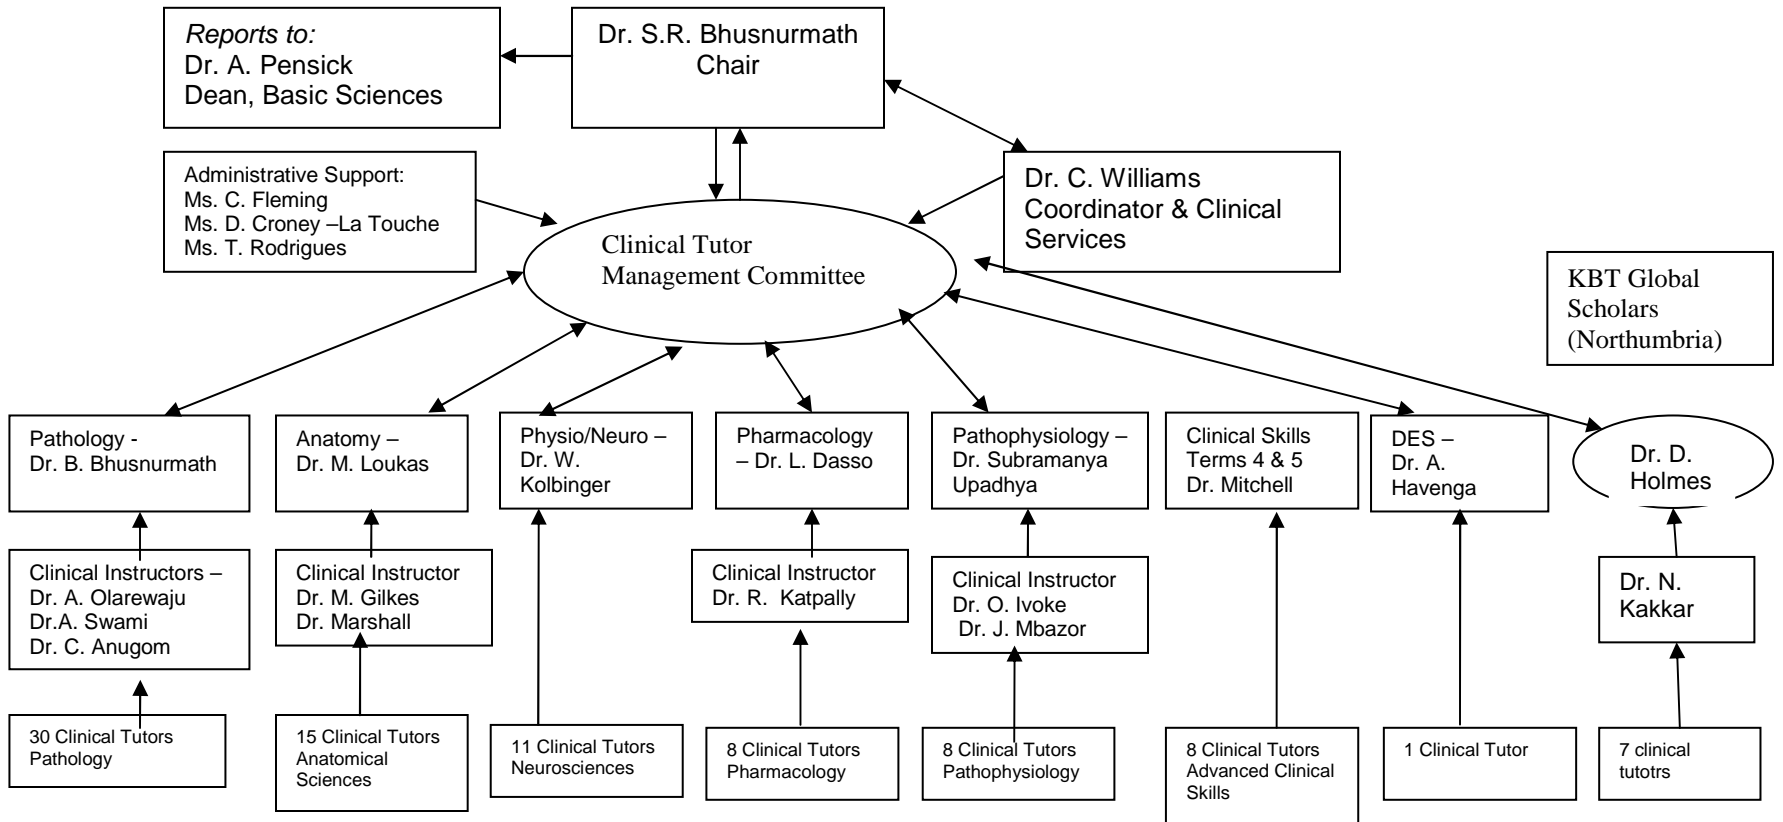 Reports to:
Dr. A. Pensick
Dean, Basic Sciences
Dr. S.R. Bhusnurmath
Chair
Administrative Support:
Ms. C. Fleming
Ms. D. Croney –La Touche
Ms. T. Rodrigues
Dr. C. Williams
Coordinator & Clinical
Services
Clinical Tutor
Management Committee
KBT Global
Scholars
(Northumbria)
Pathology -
Dr. B. Bhusnurmath
Anatomy –
Dr. M. Loukas
Physio/Neuro –
Dr. W.
Kolbinger
Pharmacology
– Dr. L. Dasso
Pathophysiology –
Dr. Subramanya
Upadhya
Clinical Skills
Terms 4 & 5
Dr. Mitchell
DES –
Dr. A.
Havenga
Dr. D.
Holmes
Clinical Instructors –
Dr. A. Olarewaju
Dr.A. Swami
Dr. C. Anugom
Clinical Instructor
Dr. M. Gilkes
Dr. Marshall
Clinical Instructor
Dr. R. Katpally
Clinical Instructor
Dr. O. Ivoke
Dr. J. Mbazor
Dr. N.
Kakkar
30 Clinical Tutors
Pathology
15 Clinical Tutors
Anatomical
Sciences
11 Clinical Tutors
Neurosciences
8 Clinical Tutors
Pharmacology
8 Clinical Tutors
Pathophysiology
8 Clinical Tutors
Advanced Clinical
Skills
1 Clinical Tutor
7 clinical
tutotrs